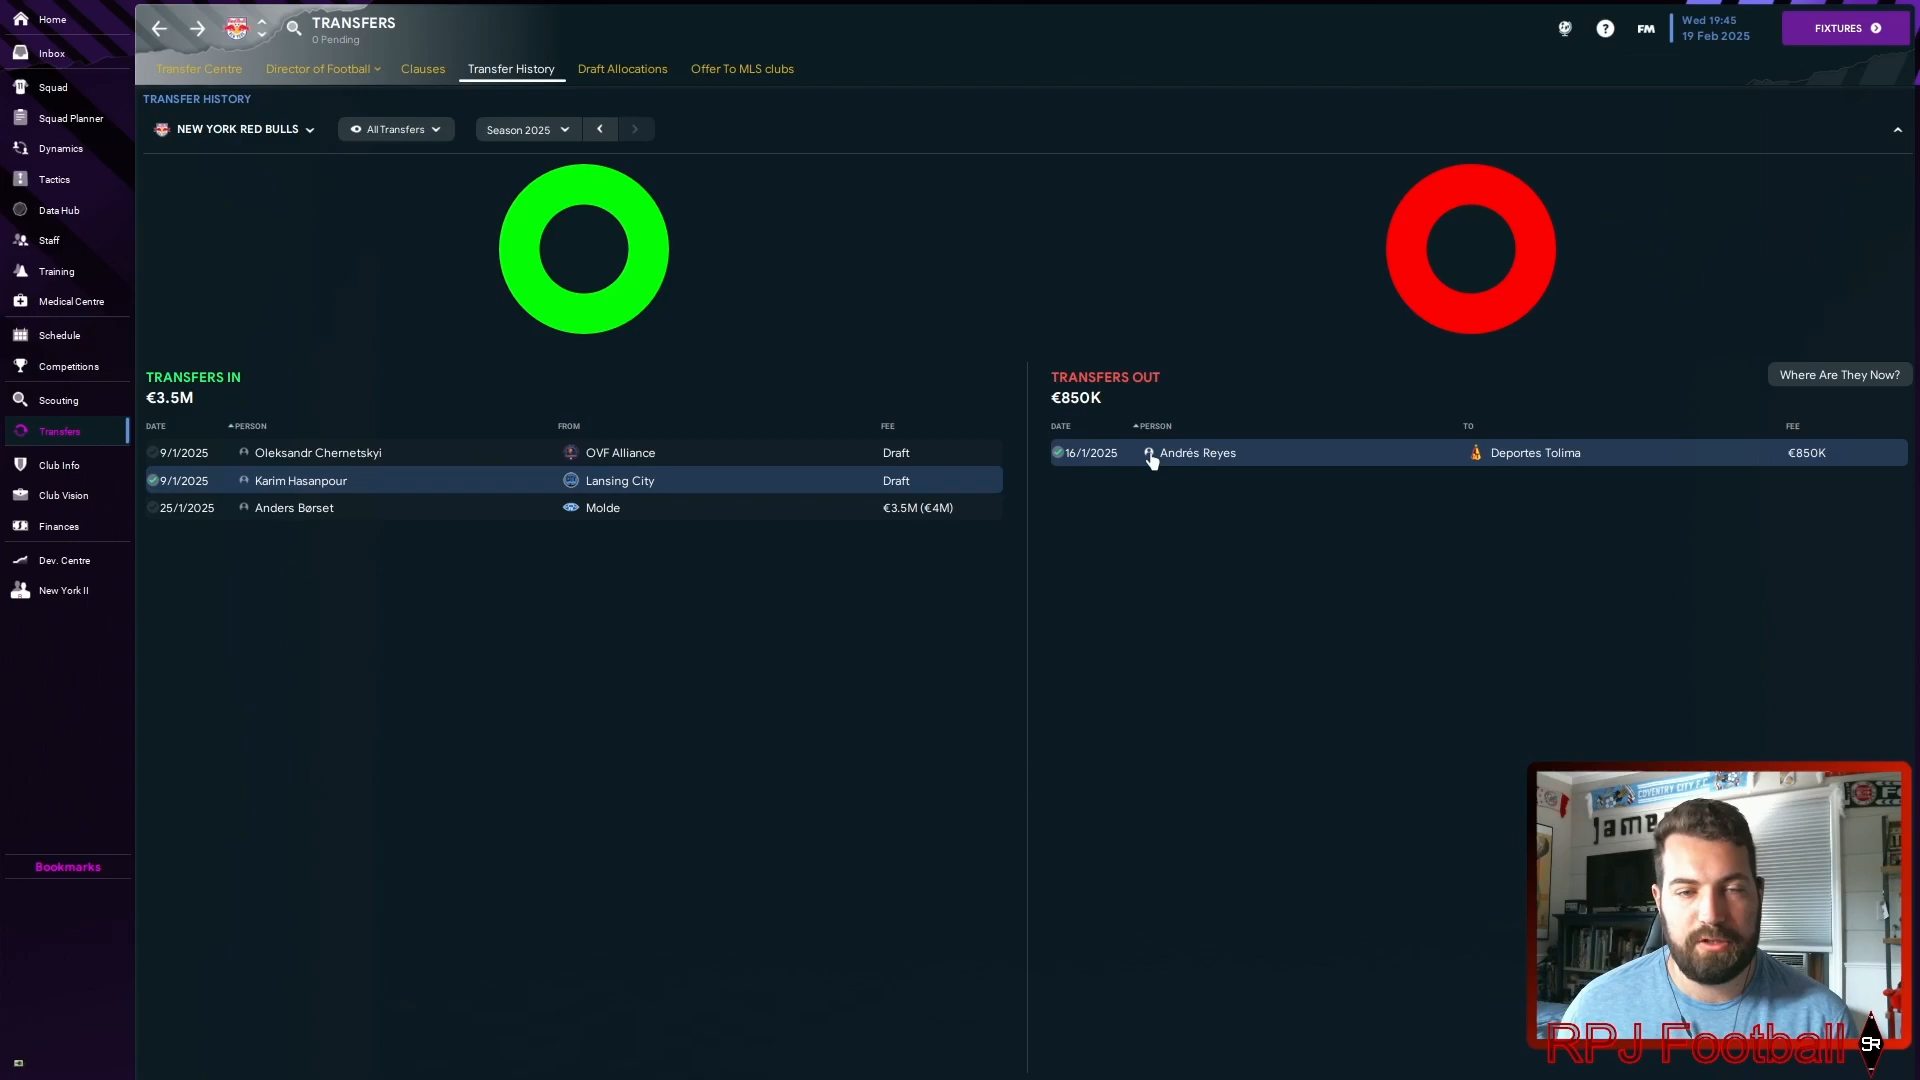 Home
Inbox
Squad
Squad Planner
Dynamics
Tactics
Data Hub
Staff
Training
Medical Centre
Schedule
Competitions
Scouting
Transfers
Club Info
Club Vision
Finances
Dev. Centre
New York II
Bookmarks
TRANSFERS
0 Pending
FM
Wed 19:45
19 Feb 2025
FIXTURES
Transfer Centre
Director of Football
Clauses
Transfer History
Draft Allocations
Offer To MLS clubs
TRANSFER HISTORY
NEW YORK RED BULLS
All Transfers
Season 2025
TRANSFERS IN
€3.5M
DATE PERSON FROM FEE
9/1/2025 Oleksandr Chernetskyi OVF Alliance Draft
9/1/2025 Karim Hasanpour Lansing City Draft
25/1/2025 Anders Børset Molde €3.5M (€4M)
TRANSFERS OUT
€850K
Where Are They Now?
DATE PERSON TO FEE
16/1/2025 Andrés Reyes Deportes Tolima €850K
COVENTRY CITY F.C.
RPJ Football
SR